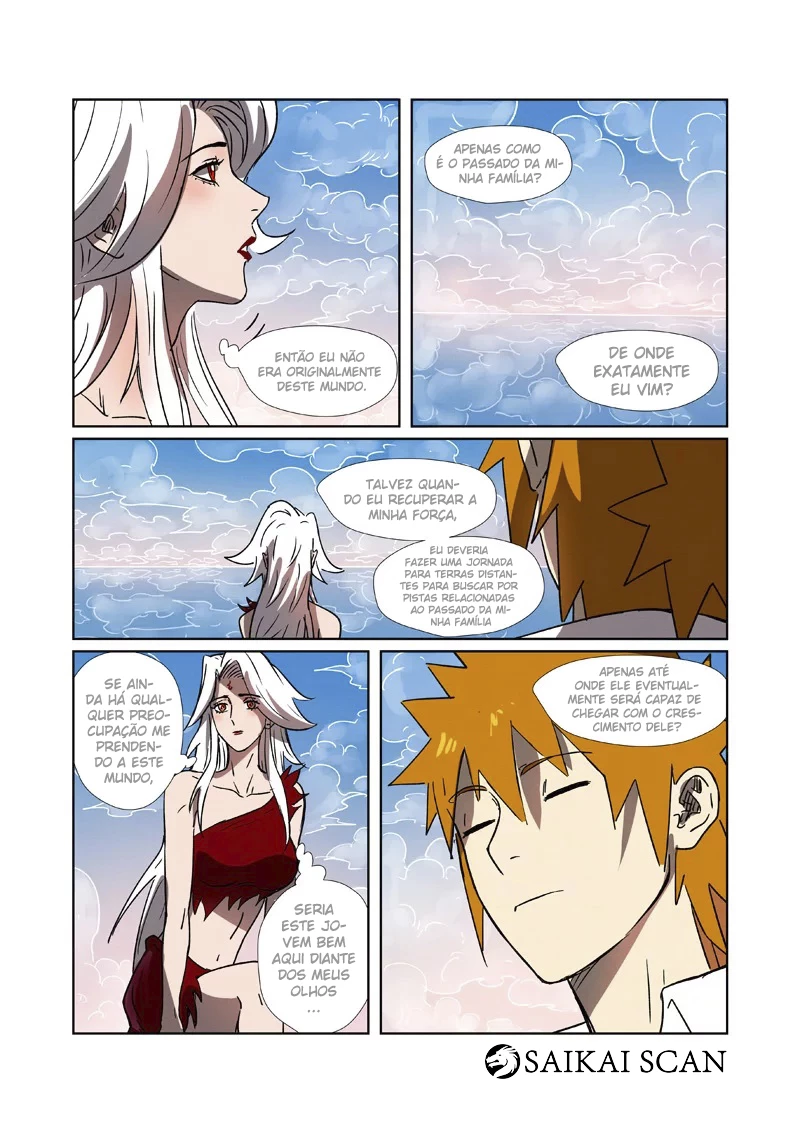 ENTÃO EU NÃO
ERA ORIGINALMENTE
DESTE MUNDO.
APENAS COMO
É O PASSADO DA MI-
NHA FAMÍLIA?
DE ONDE
EXATAMENTE
EU VIM?
TALVEZ QUAN-
DO EU RECUPERAR A
MINHA FORÇA,
EU DEVERIA
FAZER UMA JORNADA
PARA TERRAS DISTAN-
TES PARA BUSCAR POR
PISTAS RELACIONADAS
AO PASSADO DA MI-
NHA FAMÍLIA
SE AIN-
DA HÁ QUAL-
QUER PREO-
CUPAÇÃO ME
PRENDEN-
DO A ESTE
MUNDO,
SERIA
ESTE JO-
VEM BEM
AQUI DIANTE
DOS MEUS
OLHOS
...
APENAS ATÉ
ONDE ELE EVENTUAL-
MENTE SERÁ CAPAZ DE
CHEGAR COM O CRES-
CIMENTO DELE?
SAIKAI SCAN